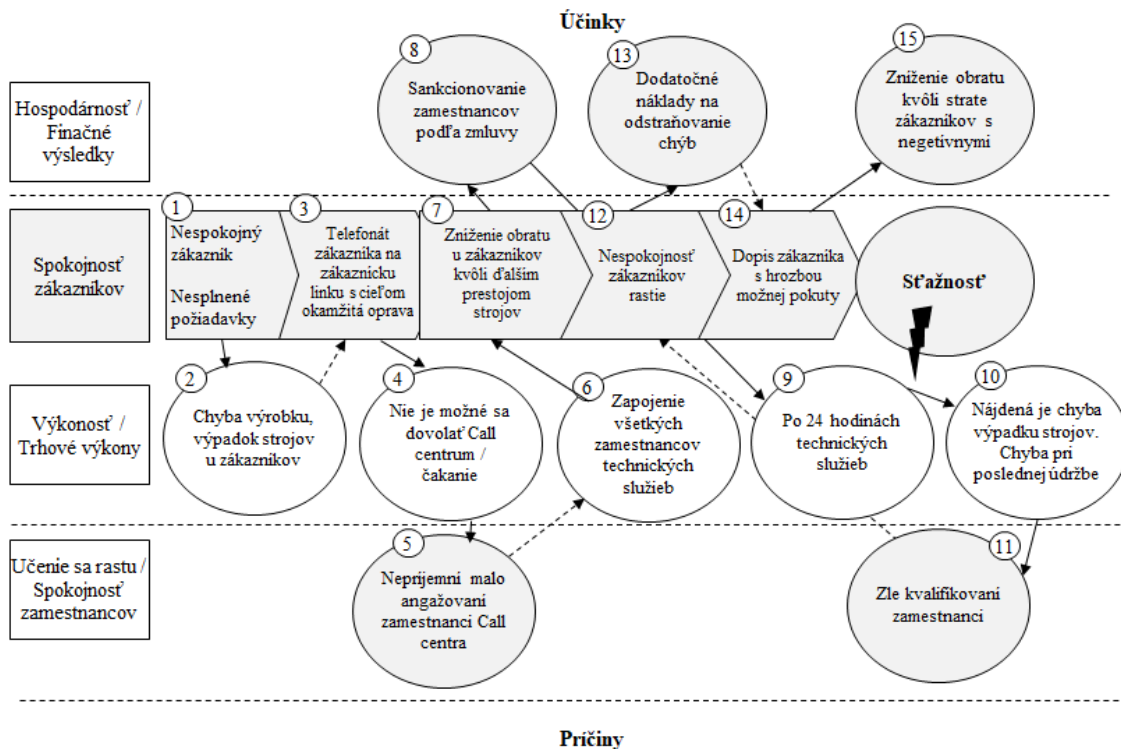 Účinky
Hospodárnosť /
Finačné
výsledky
8
Sankcionovanie
zamestnancov
podľa zmluvy
13
Dodatočné
náklady na
odstraňovanie
chýb
15
Zníženie obratu
kvôli strate
zákazníkov s
negetívnymi
Spokojnosť
zákazníkov
1
Nespokojný
zákazník
Nesplnené
požiadavky
3
Telefonát
zákazníka na
zákaznícku
linku s cieľom
okamžitá oprava
7
Zníženie obratu
u zákazníkov
kvôli ďalším
prestojom
strojov
12
Nespokojnosť
zákazníkov
rastie
14
Dopis zákazníka
s hrozbou
možnej pokuty
Sťažnosť
Výkonosť /
Trhové výkony
2
Chyba výrobku,
výpadok strojov
u zákazníkov
4
Nie je možné sa
dovolať Call
centrum /
čakanie
6
Zapojenie
všetkých
zamestnancov
technických
služieb
9
Po 24 hodinách
technických
služieb
10
Nájdená je chyba
výpadku strojov.
Chyba pri
poslednej údržbe
Učenie sa rastu /
Spokojnosť
zamestnancov
5
Neprijemní malo
angažovaní
zamestnanci Call
centra
11
Zle kvalifikovaní
zamestnanci
Príčiny